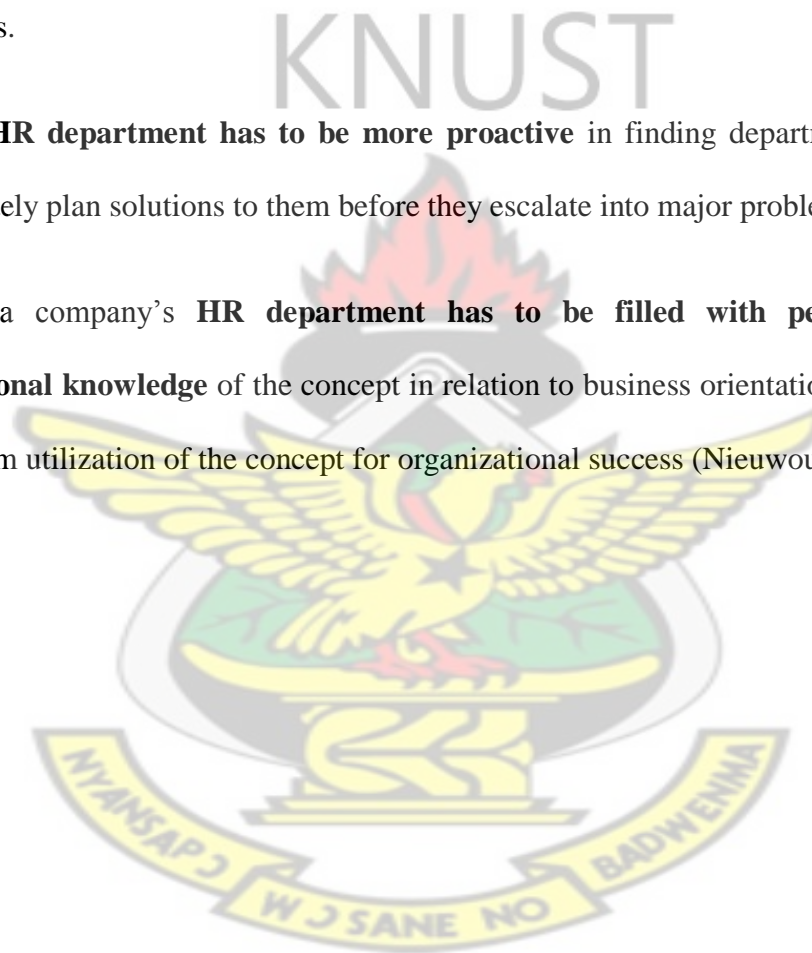 s.
KNUST
HR department has to be more proactive in finding depart
ely plan solutions to them before they escalate into major proble
a company's HR department has to be filled with pe
onal knowledge of the concept in relation to business orientatio
m utilization of the concept for organizational success (Nieuwou
NYANSAPƆ WƆSANE NO BADWENMA